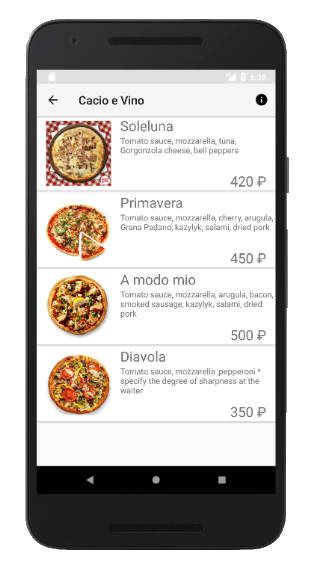 6:30
Cacio e Vino
Soleluna
Tomato sauce, mozzarella, tuna,
Gorgonzola cheese, bell peppers
420 ₽
Primavera
Tomato sauce, mozzarella, cherry, arugula,
Grana Padano, kazylyk, salami, dried pork
450 ₽
A modo mio
Tomato sauce, mozzarella, arugula, bacon,
smoked sausage, kazylyk, salami, dried
pork
500 ₽
Diavola
Tomato sauce, mozzarella ,pepperoni *
specify the degree of sharpness at the
waiter
350 ₽